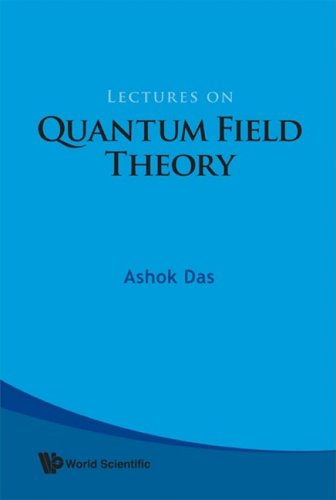 LECTURES ON
QUANTUM FIELD
THEORY
Ashok Das
World Scientific